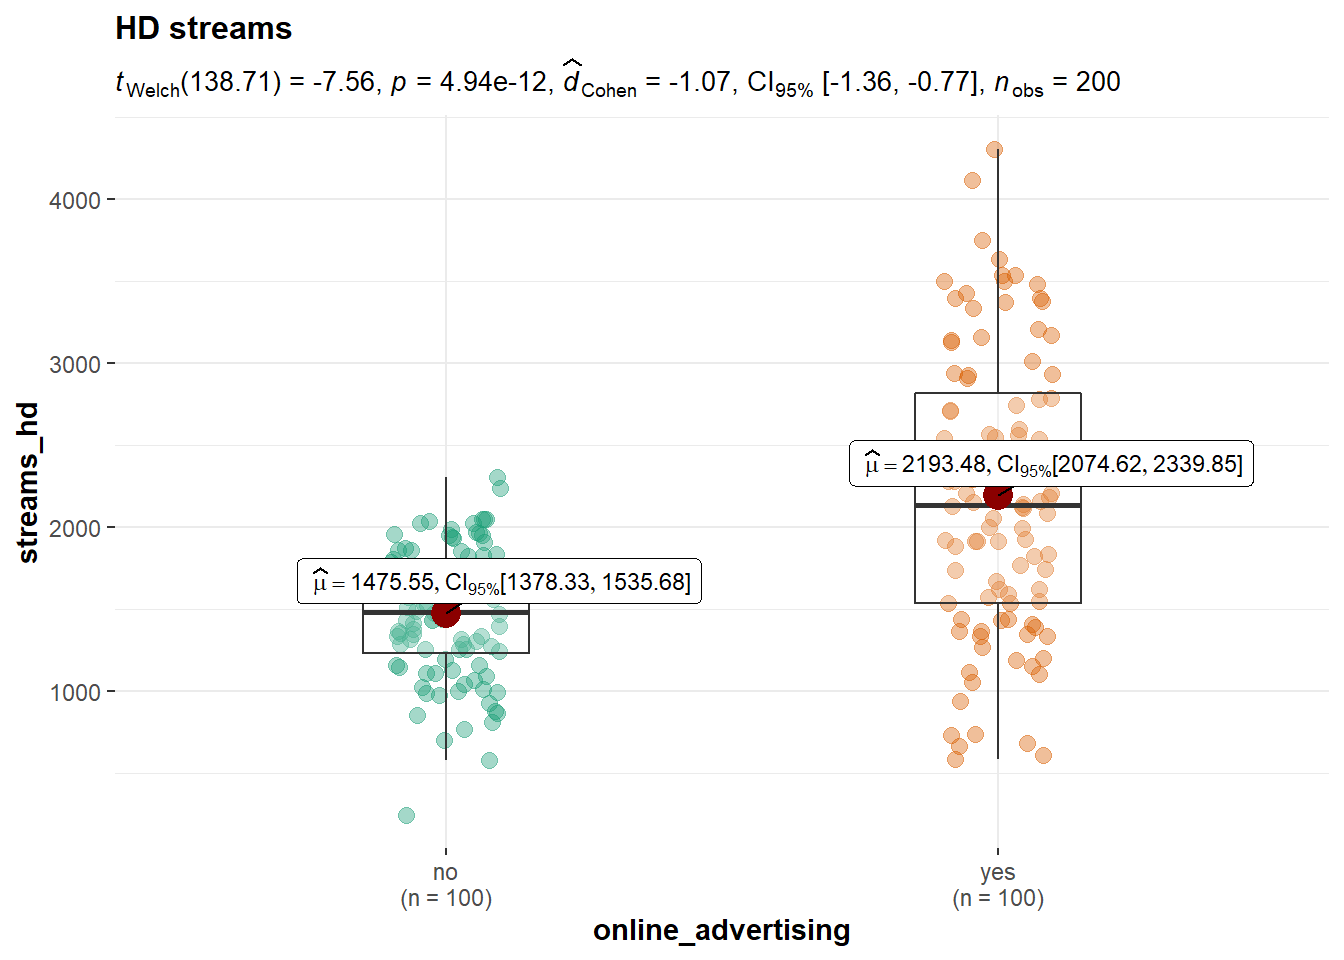 HD streams
t Welch(138.71) = -7.56, p = 4.94e-12, d̂ Cohen = -1.07, CI95% [-1.36, -0.77], n obs = 200
4000
3000
2000
1000
streams_hd
μ̂ = 2193.48, CI95%[2074.62, 2339.85]
μ̂ = 1475.55, CI95%[1378.33, 1535.68]
no
(n = 100)
yes
(n = 100)
online_advertising